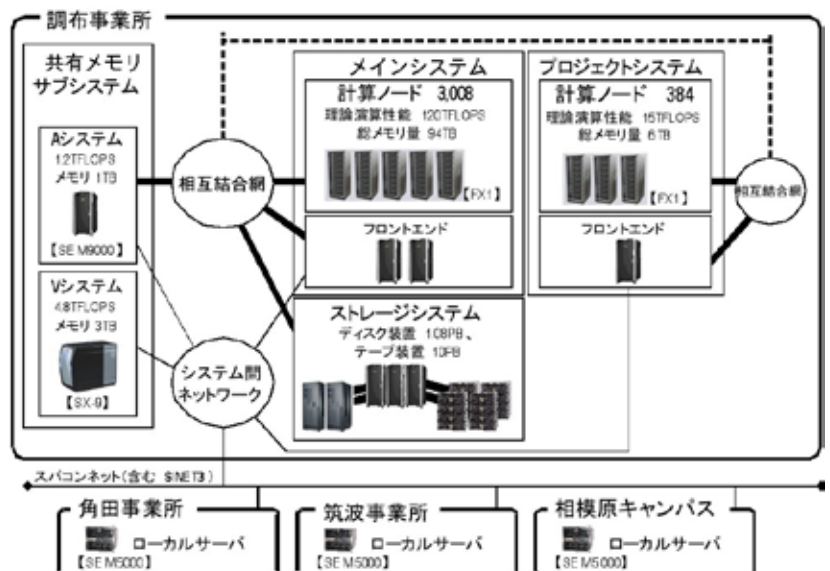 調布事業所
共有メモリ
サブシステム
Aシステム
1.2TFLOPS
メモリ 1TB
【SE M9000】
Vシステム
4.8TFLOPS
メモリ 3TB
【SX-9】
相互結合網
システム間
ネットワーク
メインシステム
計算ノード 3,008
理論演算性能 120TFLOPS
総メモリ量 94TB
【FX1】
フロントエンド
ストレージシステム
ディスク装置 1.08PB、
テープ装置 10PB
プロジェクトシステム
計算ノード 384
理論演算性能 15TFLOPS
総メモリ量 6TB
【FX1】
フロントエンド
相互結合網
スパコンネット(含む SINET3)
角田事業所
ローカルサーバ
【SE M5000】
筑波事業所
ローカルサーバ
【SE M5000】
相模原キャンパス
ローカルサーバ
【SE M5000】